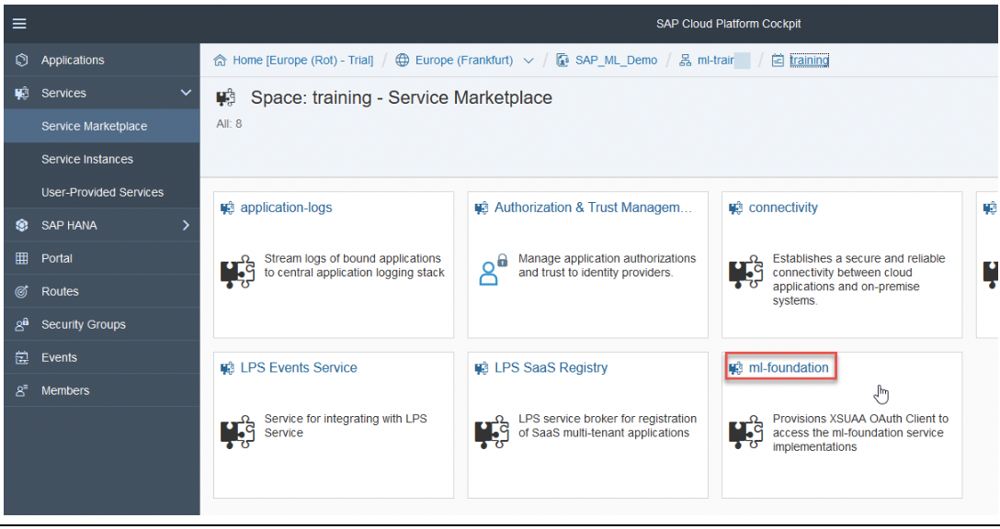 SAP Cloud Platform Cockpit
Applications
Services
Service Marketplace
Service Instances
User-Provided Services
SAP HANA
Portal
Routes
Security Groups
Events
Members
Home [Europe (Rot) - Trial] / Europe (Frankfurt) / SAP_ML_Demo / ml-train / training
Space: training - Service Marketplace
All: 8
application-logs
Stream logs of bound applications
to central application logging stack
Authorization & Trust Managem...
Manage application authorizations
and trust to identity providers.
connectivity
Establishes a secure and reliable
connectivity between cloud
applications and on-premise
systems.
LPS Events Service
Service for integrating with LPS
Service
LPS SaaS Registry
LPS service broker for registration
of SaaS multi-tenant applications
ml-foundation
Provisions XSUAA OAuth Client to
access the ml-foundation service
implementations